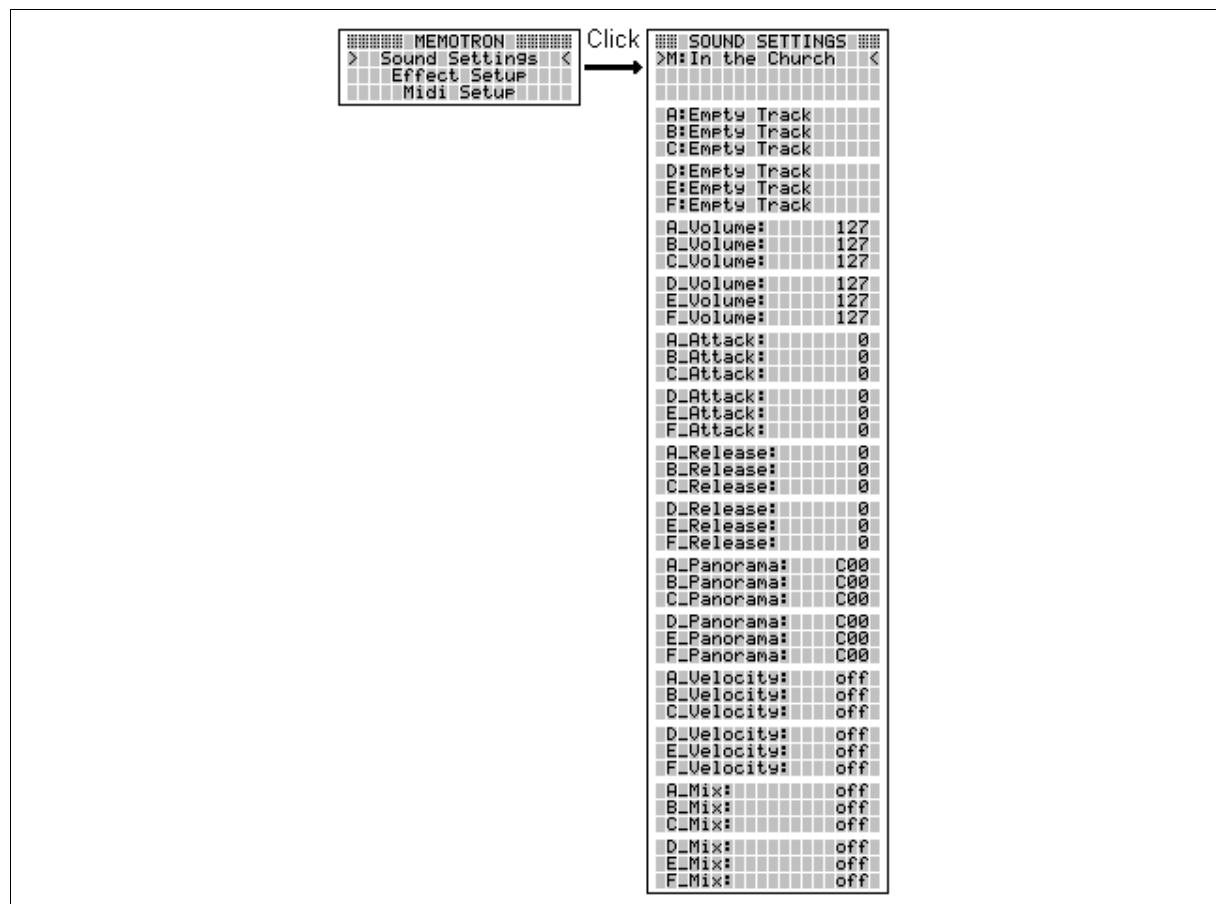 MEMOTRON
> Sound Settings <
Effect Setup
Midi Setup
Click
SOUND SETTINGS
>M:In the Church <
A:Empty Track
B:Empty Track
C:Empty Track
D:Empty Track
E:Empty Track
F:Empty Track
A_Volume: 127
B_Volume: 127
C_Volume: 127
D_Volume: 127
E_Volume: 127
F_Volume: 127
A_Attack: 0
B_Attack: 0
C_Attack: 0
D_Attack: 0
E_Attack: 0
F_Attack: 0
A_Release: 0
B_Release: 0
C_Release: 0
D_Release: 0
E_Release: 0
F_Release: 0
A_Panorama: C00
B_Panorama: C00
C_Panorama: C00
D_Panorama: C00
E_Panorama: C00
F_Panorama: C00
A_Velocity: off
B_Velocity: off
C_Velocity: off
D_Velocity: off
E_Velocity: off
F_Velocity: off
A_Mix: off
B_Mix: off
C_Mix: off
D_Mix: off
E_Mix: off
F_Mix: off